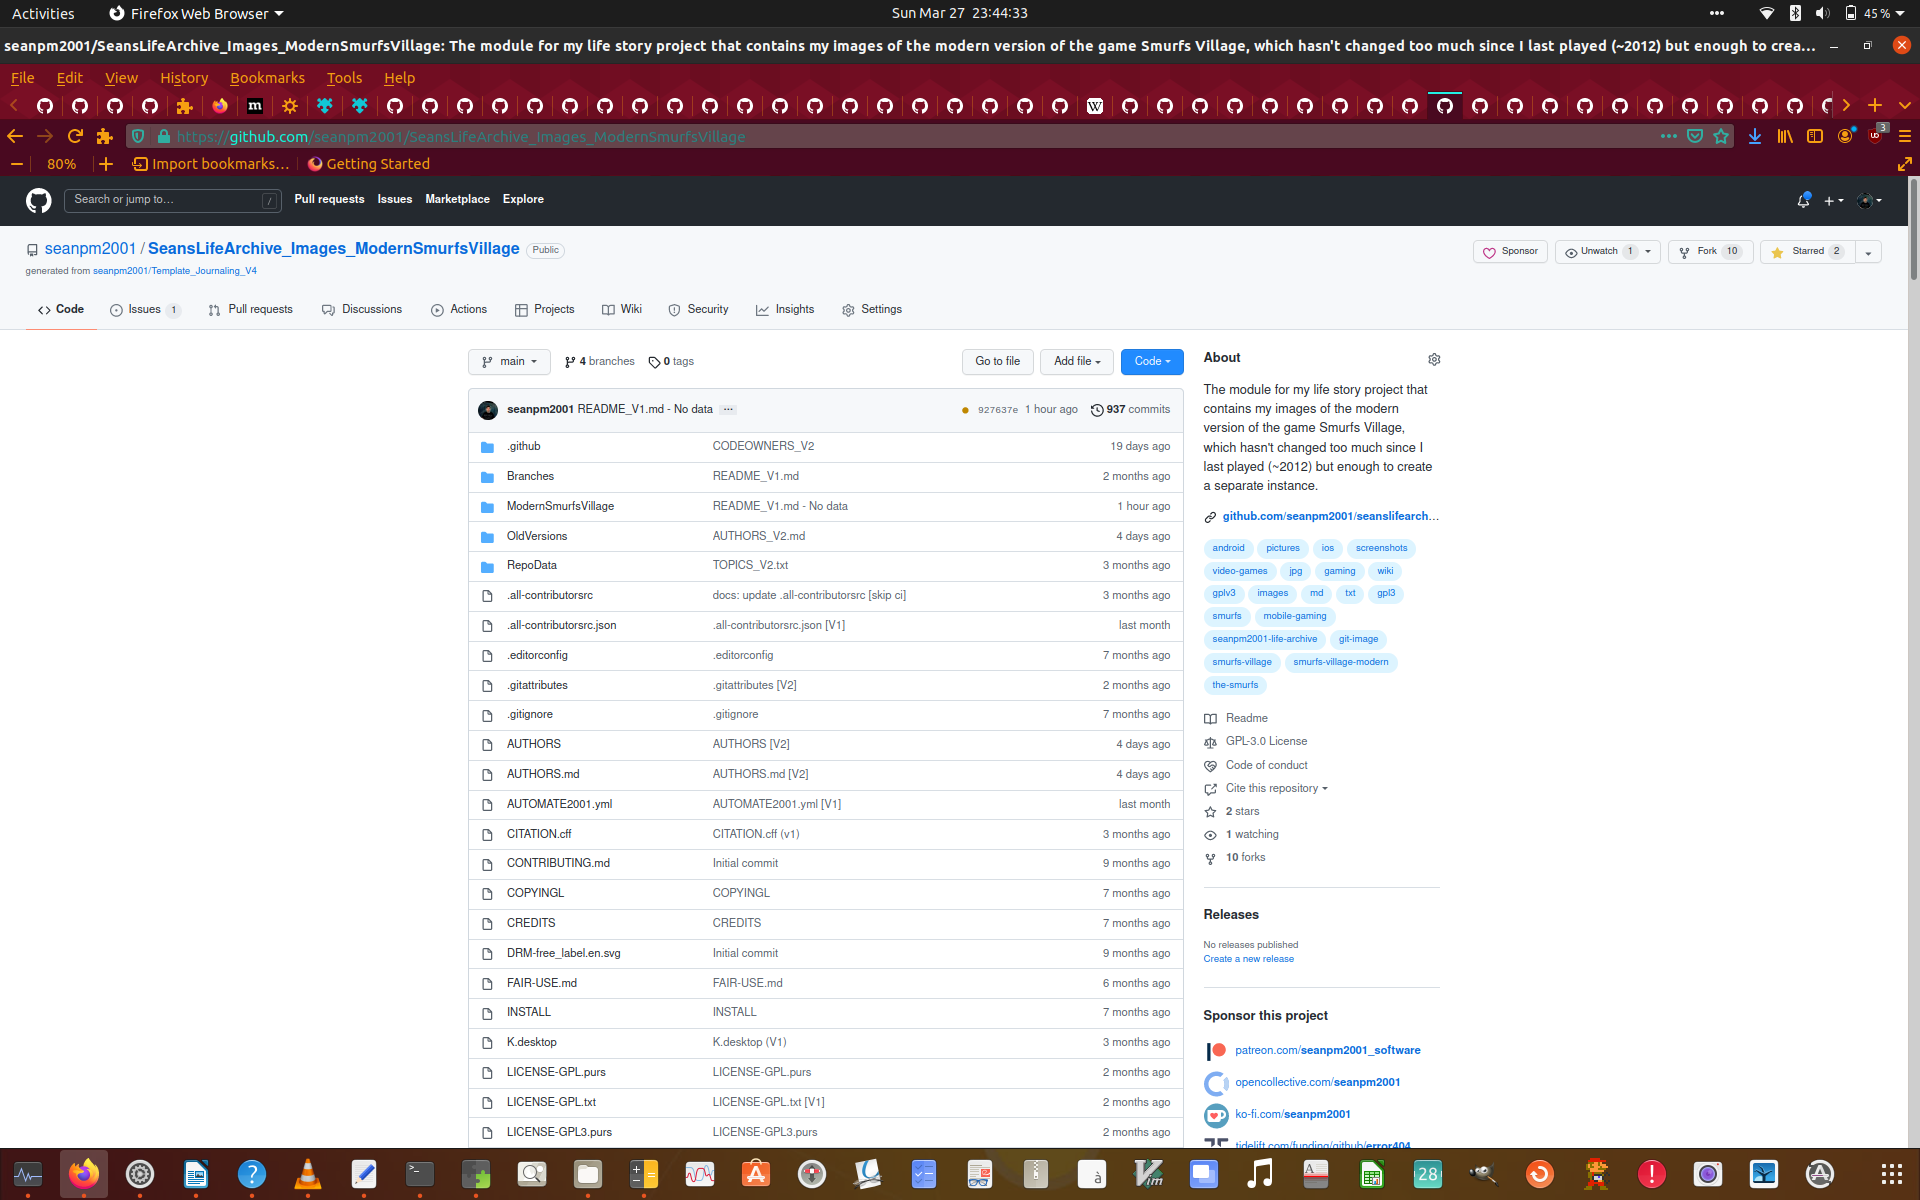 Activities Firefox Web Browser Sun Mar 27 23:44:33 45 %
seanpm2001/SeansLifeArchive_Images_ModernSmurfsVillage: The module for my life story project that contains my images of the modern version of the game Smurfs Village, which hasn't changed too much since I last played (~2012) but enough to crea...
File Edit View History Bookmarks Tools Help
https://github.com/seanpm2001/SeansLifeArchive_Images_ModernSmurfsVillage 3
80% Import bookmarks... Getting Started
Search or jump to... / Pull requests Issues Marketplace Explore
seanpm2001 / SeansLifeArchive_Images_ModernSmurfsVillage Public Sponsor Unwatch 1 Fork 10 Starred 2
generated from seanpm2001/Template_Journaling_V4
Code Issues 1 Pull requests Discussions Actions Projects Wiki Security Insights Settings
main 4 branches 0 tags Go to file Add file Code
seanpm2001 README_V1.md - No data ... 927637e 1 hour ago 937 commits
.github CODEOWNERS_V2 19 days ago
Branches README_V1.md 2 months ago
ModernSmurfsVillage README_V1.md - No data 1 hour ago
OldVersions AUTHORS_V2.md 4 days ago
RepoData TOPICS_V2.txt 3 months ago
.all-contributorsrc docs: update .all-contributorsrc [skip ci] 3 months ago
.all-contributorsrc.json .all-contributorsrc.json [V1] last month
.editorconfig .editorconfig 7 months ago
.gitattributes .gitattributes [V2] 2 months ago
.gitignore .gitignore 7 months ago
AUTHORS AUTHORS [V2] 4 days ago
AUTHORS.md AUTHORS.md [V2] 4 days ago
AUTOMATE2001.yml AUTOMATE2001.yml [V1] last month
CITATION.cff CITATION.cff (v1) 3 months ago
CONTRIBUTING.md Initial commit 9 months ago
COPYINGL COPYINGL 7 months ago
CREDITS CREDITS 7 months ago
DRM-free_label.en.svg Initial commit 9 months ago
FAIR-USE.md FAIR-USE.md 6 months ago
INSTALL INSTALL 7 months ago
K.desktop K.desktop (V1) 3 months ago
LICENSE-GPL.purs LICENSE-GPL.purs 2 months ago
LICENSE-GPL.txt LICENSE-GPL.txt [V1] 2 months ago
LICENSE-GPL3.purs LICENSE-GPL3.purs 2 months ago
About
The module for my life story project that
contains my images of the modern
version of the game Smurfs Village,
which hasn't changed too much since I
last played (~2012) but enough to create
a separate instance.
github.com/seanpm2001/seanslifearch...
android pictures ios screenshots
video-games jpg gaming wiki
gplv3 images md txt gpl3
smurfs mobile-gaming
seanpm2001-life-archive git-image
smurfs-village smurfs-village-modern
the-smurfs
Readme
GPL-3.0 License
Code of conduct
Cite this repository
2 stars
1 watching
10 forks
Releases
No releases published
Create a new release
Sponsor this project
patreon.com/seanpm2001_software
opencollective.com/seanpm2001
ko-fi.com/seanpm2001
tidelift.com/funding/github/error404
28